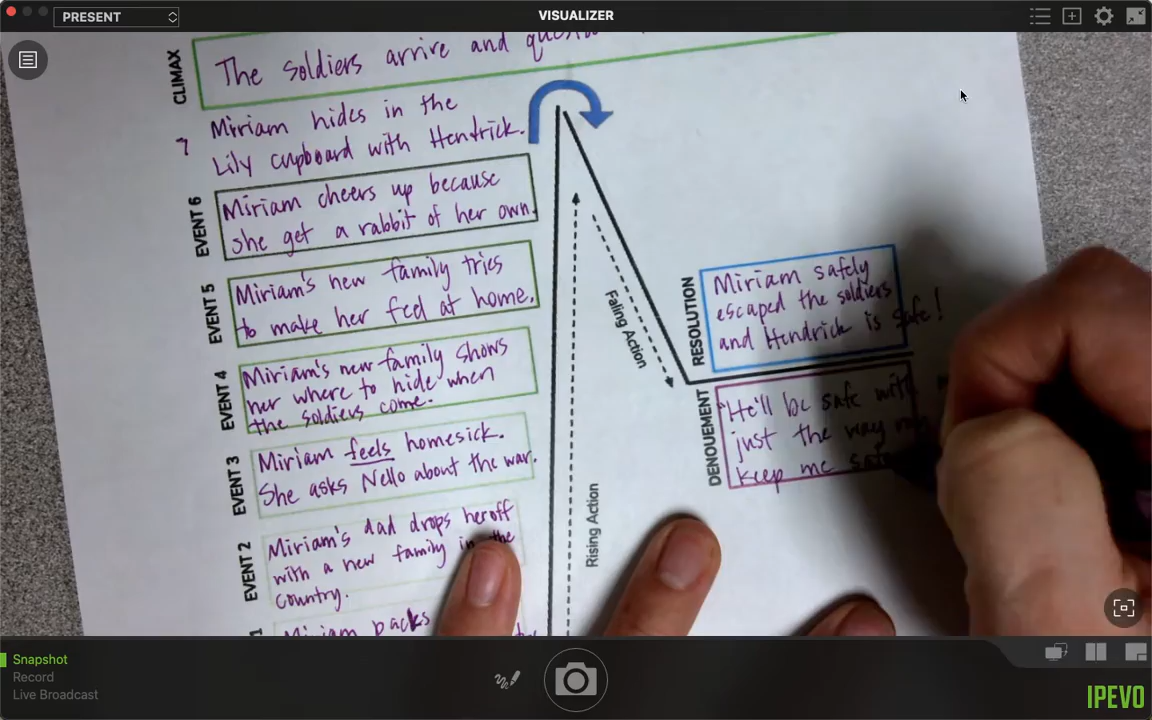 PRESENT
VISUALIZER
CLIMAX
The soldiers arrive and
7
Miriam hides in the
Lily cupboard with Hendrick.
EVENT 6
Miriam cheers up because
she get a rabbit of her own.
EVENT 5
Miriam's new family tries
to make her feel at home.
EVENT 4
Miriam's new family shows
her where to hide when
the soldiers come.
EVENT 3
Miriam feels homesick.
She asks Nello about the war.
EVENT 2
Miriam's dad drops her off
with a new family in the
country.
Miriam packs
Rising Action
Faling Action
RESOLUTION
Miriam safely
escaped the soldiers
and Hendrick is safe!
DENOUEMENT
"He'll be safe with
just the way
keep me safe
Snapshot
Record
Live Broadcast
IPEVO